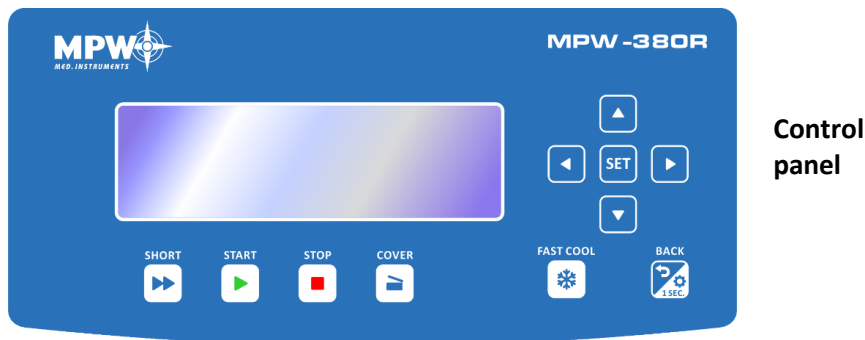 MPW
MED.INSTRUMENTS
MPW-380R
SET
SHORT
START
STOP
COVER
FAST COOL
BACK
1 SEC.
Control
panel